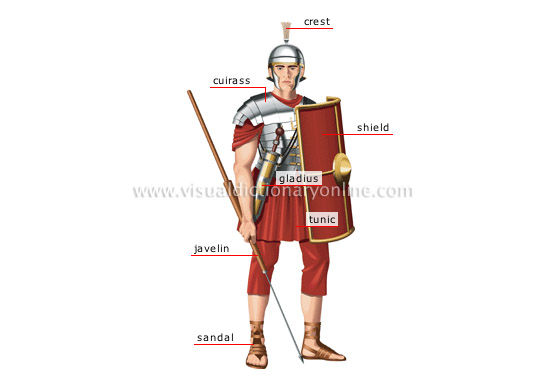 crest
cuirass
shield
gladius
www.visualdictionaryonline.com
tunic
javelin
sandal